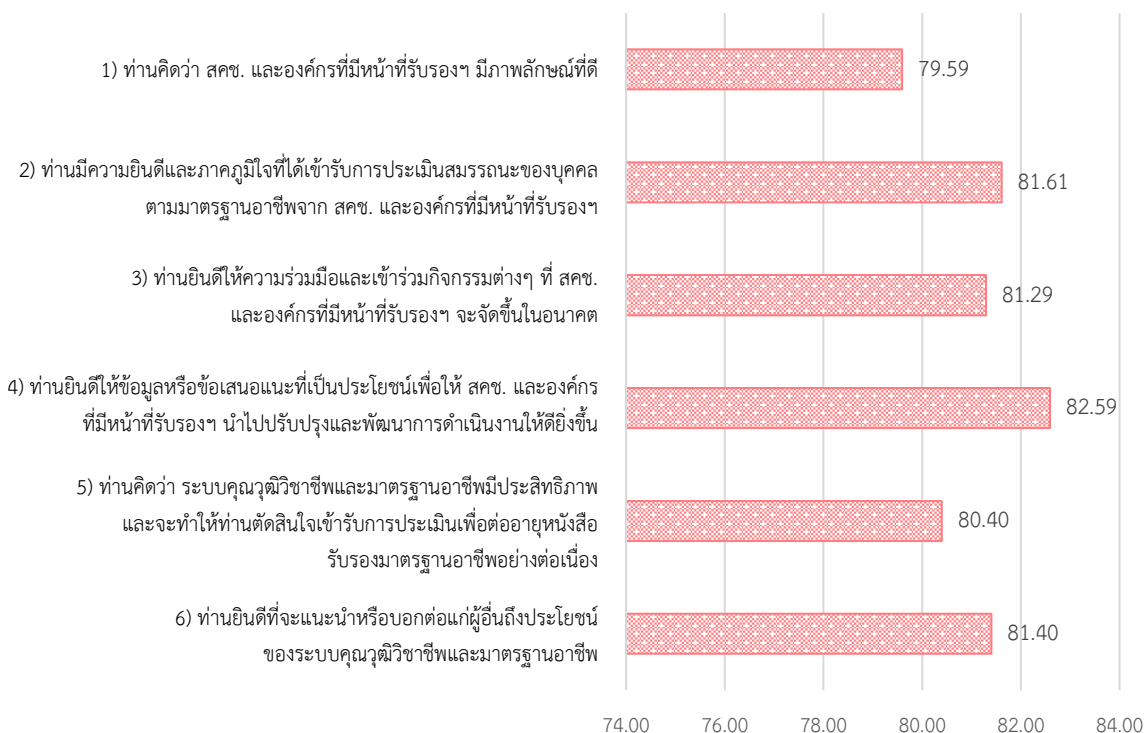 1) ท่านคิดว่า สคช. และองค์กรที่มีหน้าที่รับรองฯ มีภาพลักษณ์ที่ดี
79.59
2) ท่านมีความยินดีและภาคภูมิใจที่ได้เข้ารับการประเมินสมรรถนะของบุคคล
ตามมาตรฐานอาชีพจาก สคช. และองค์กรที่มีหน้าที่รับรองฯ
81.61
3) ท่านยินดีให้ความร่วมมือและเข้าร่วมกิจกรรมต่างๆ ที่ สคช.
และองค์กรที่มีหน้าที่รับรองฯ จะจัดขึ้นในอนาคต
81.29
4) ท่านยินดีให้ข้อมูลหรือข้อเสนอแนะที่เป็นประโยชน์เพื่อให้ สคช. และองค์กร
ที่มีหน้าที่รับรองฯ นำไปปรับปรุงและพัฒนาการดำเนินงานให้ดียิ่งขึ้น
82.59
5) ท่านคิดว่า ระบบคุณวุฒิวิชาชีพและมาตรฐานอาชีพมีประสิทธิภาพ
และจะทำให้ท่านตัดสินใจเข้ารับการประเมินเพื่อต่ออายุหนังสือ
รับรองมาตรฐานอาชีพอย่างต่อเนื่อง
80.40
6) ท่านยินดีที่จะแนะนำหรือบอกต่อแก่ผู้อื่นถึงประโยชน์
ของระบบคุณวุฒิวิชาชีพและมาตรฐานอาชีพ
81.40
74.00 76.00 78.00 80.00 82.00 84.00